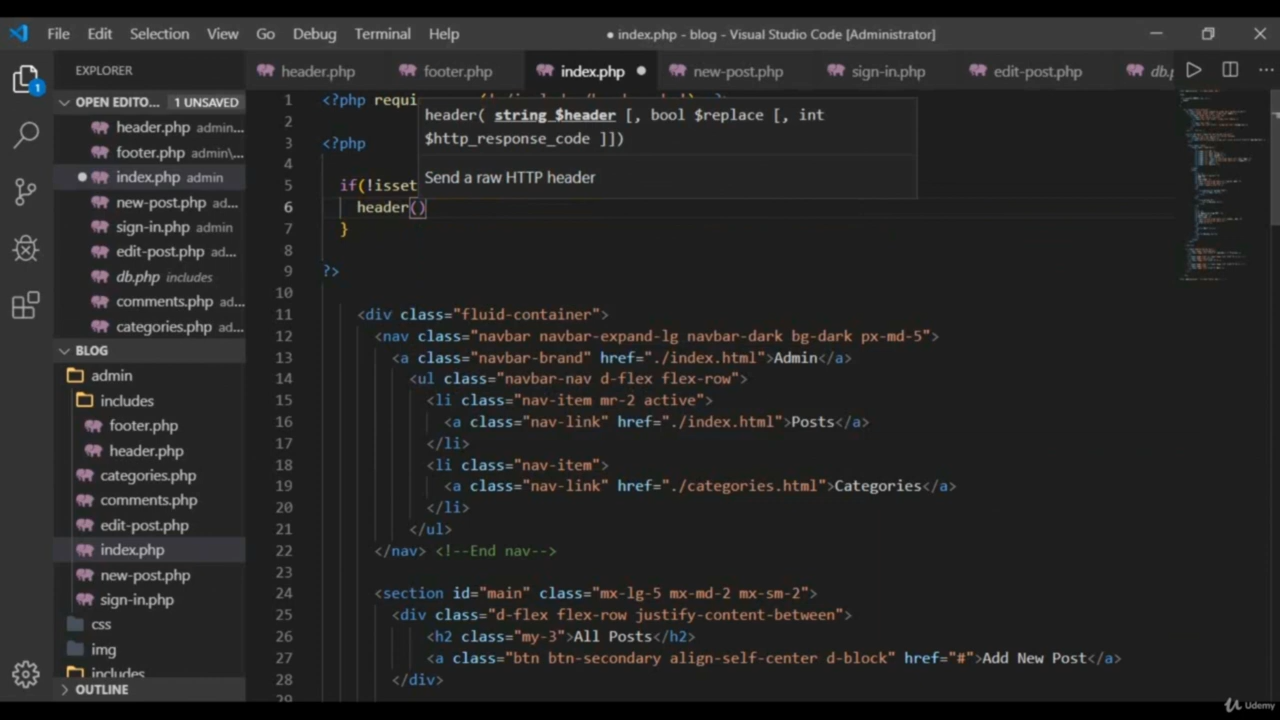 File Edit Selection View Go Debug Terminal Help
● index.php - blog - Visual Studio Code [Administrator]
EXPLORER
header.php footer.php index.php new-post.php sign-in.php edit-post.php db.p
OPEN EDITO... 1 UNSAVED
header.php admin...
footer.php admin\...
index.php admin
new-post.php ad...
sign-in.php admin
edit-post.php ad...
db.php includes
comments.php ad...
categories.php ad...
BLOG
admin
includes
footer.php
header.php
categories.php
comments.php
edit-post.php
index.php
new-post.php
sign-in.php
css
img
includes
OUTLINE
1
1 <?php requi
2
3 <?php
4
5 if(!isset
6 header()
7 }
8
9 ?>
10
11 <div class="fluid-container">
12 <nav class="navbar navbar-expand-lg navbar-dark bg-dark px-md-5">
13 <a class="navbar-brand" href="./index.html">Admin</a>
14 <ul class="navbar-nav d-flex flex-row">
15 <li class="nav-item mr-2 active">
16 <a class="nav-link" href="./index.html">Posts</a>
17 </li>
18 <li class="nav-item">
19 <a class="nav-link" href="./categories.html">Categories</a>
20 </li>
21 </ul>
22 </nav> <!--End nav-->
23
24 <section id="main" class="mx-lg-5 mx-md-2 mx-sm-2">
25 <div class="d-flex flex-row justify-content-between">
26 <h2 class="my-3">All Posts</h2>
27 <a class="btn btn-secondary align-self-center d-block" href="#">Add New Post</a>
28 </div>
29
header( string $header [, bool $replace [, int
$http_response_code ]])
Send a raw HTTP header
Udemy